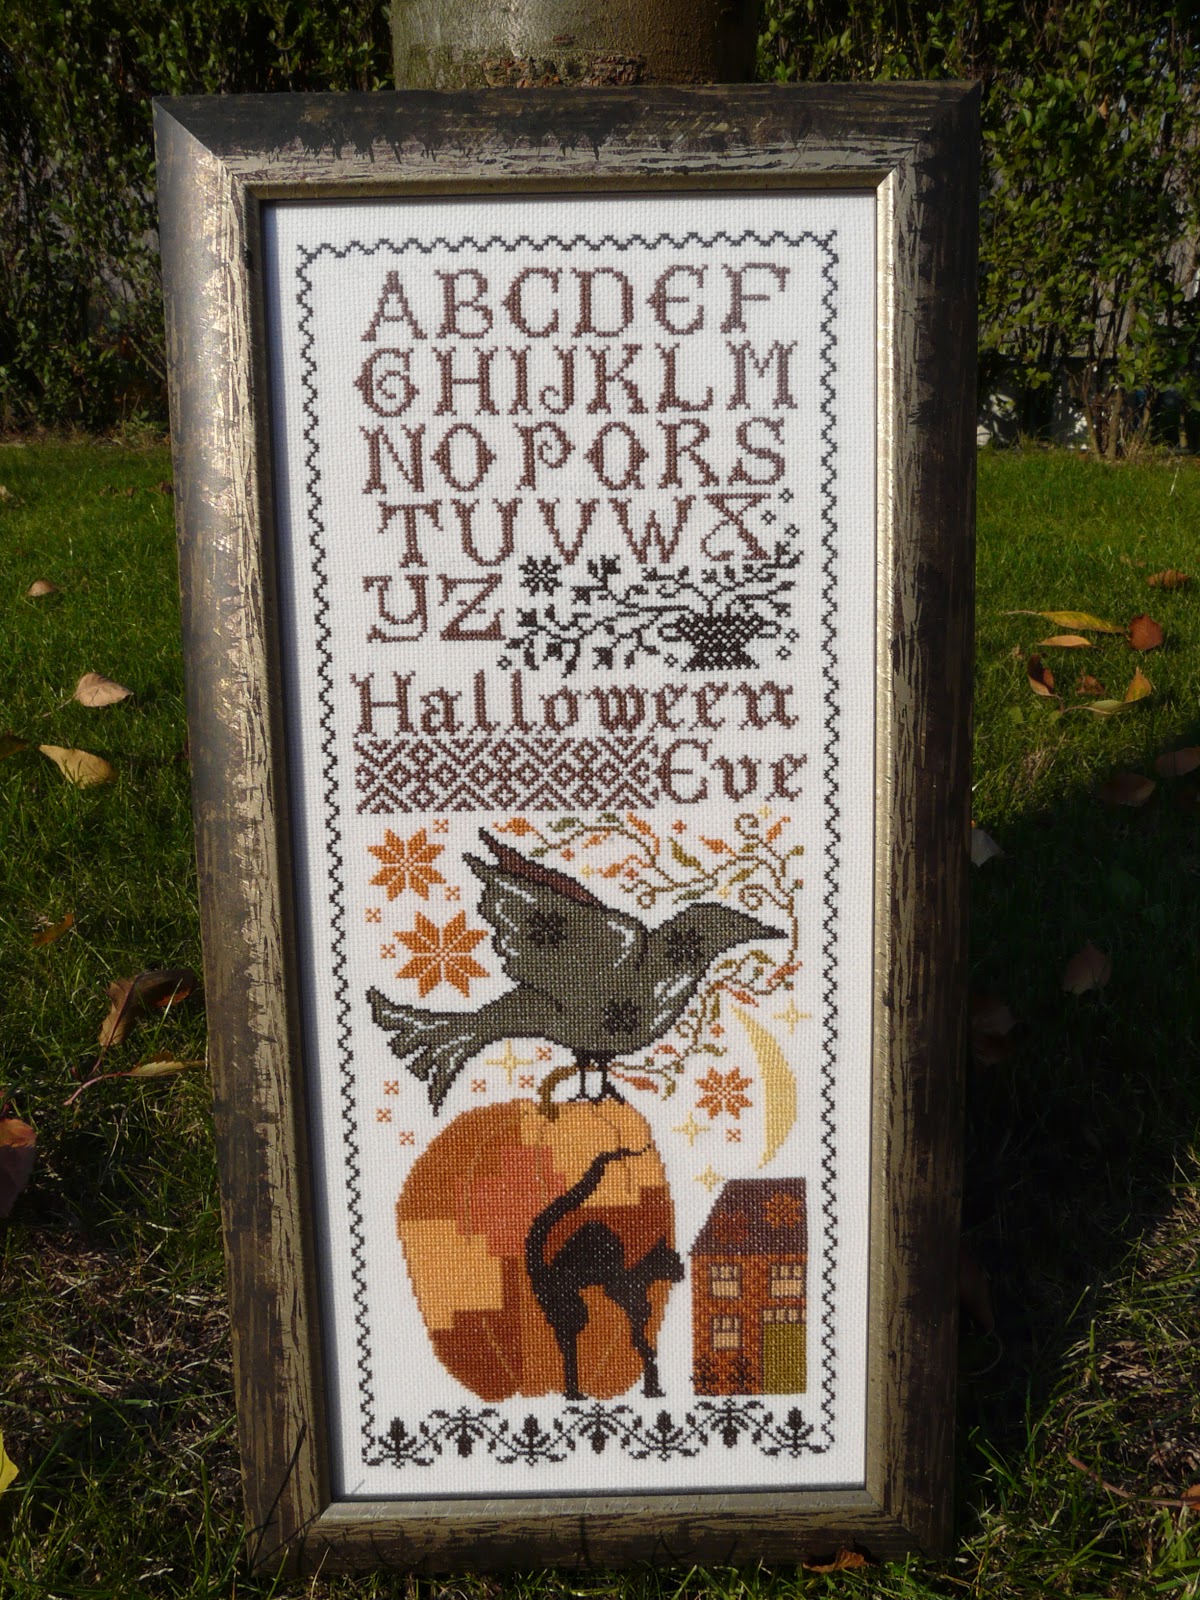 ABCDEF
GHIJKLM
NOPQRS
TUVWX
YZ
Halloween
Eve